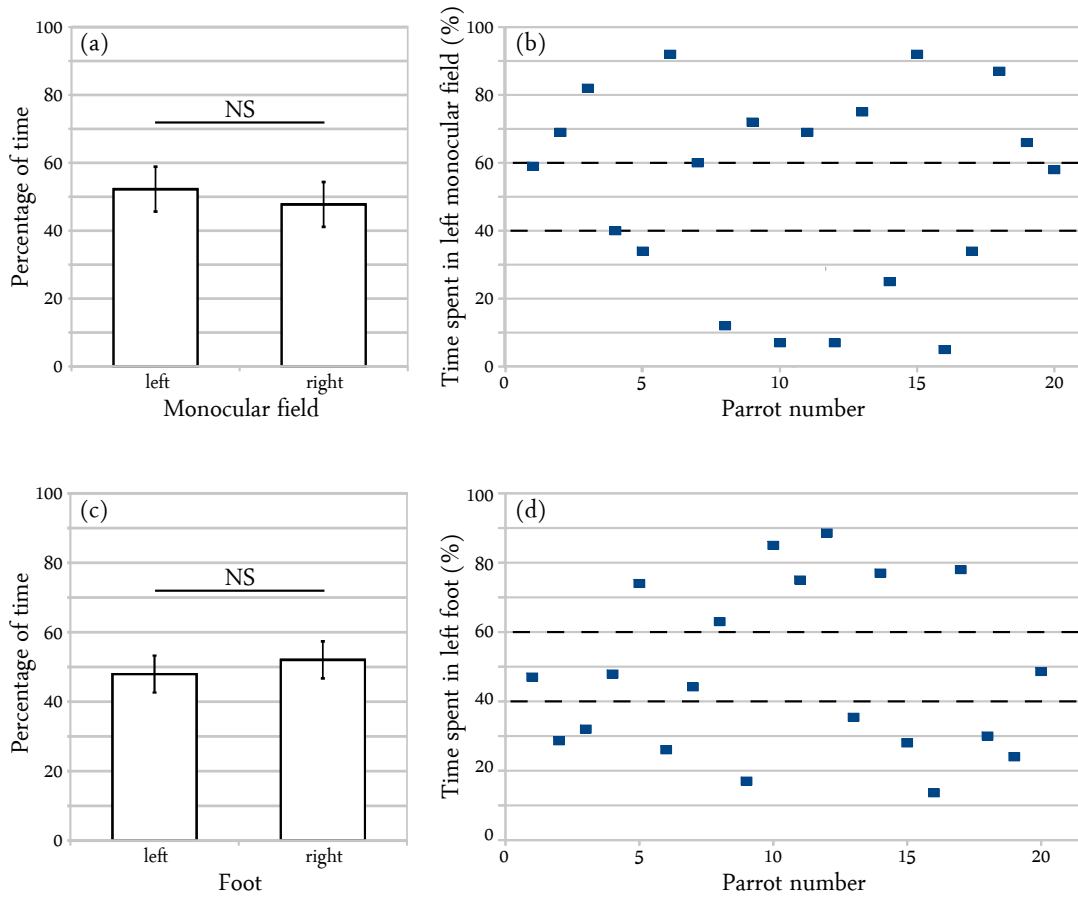 (a)
NS
Percentage of time
100
80
60
40
20
0
left
right
Monocular field
(b)
Time spent in left monocular field (%)
100
80
60
40
20
0
0
5
10
15
20
Parrot number
(c)
NS
Percentage of time
100
80
60
40
20
0
left
right
Foot
(d)
Time spent in left foot (%)
100
80
60
40
20
0
0
5
10
15
20
Parrot number